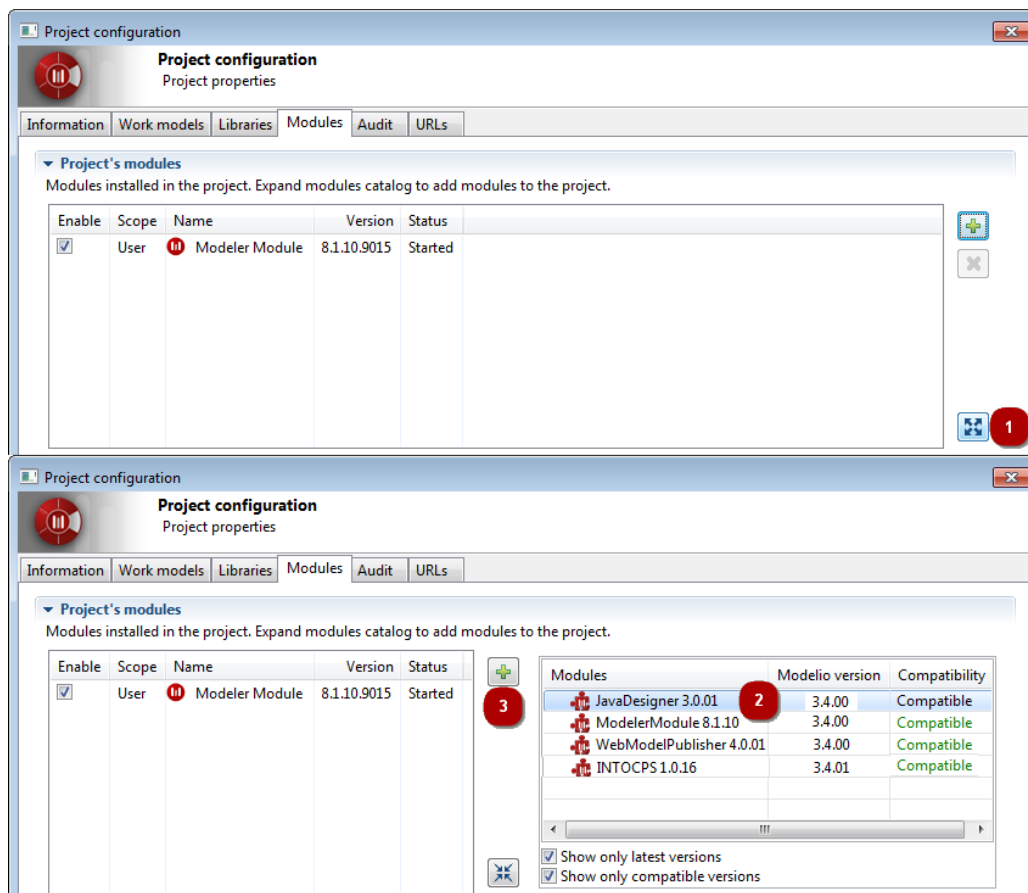 Project configuration
Project configuration
Project properties
Information Work models Libraries Modules Audit URLs
Project's modules
Modules installed in the project. Expand modules catalog to add modules to the project.
Enable Scope Name Version Status
User Modeler Module 8.1.10.9015 Started
1
Project configuration
Project configuration
Project properties
Information Work models Libraries Modules Audit URLs
Project's modules
Modules installed in the project. Expand modules catalog to add modules to the project.
Enable Scope Name Version Status
User Modeler Module 8.1.10.9015 Started
3
Modules Modelio version Compatibility
JavaDesigner 3.0.01 2 3.4.00 Compatible
ModelerModule 8.1.10 3.4.00 Compatible
WebModelPublisher 4.0.01 3.4.00 Compatible
INTOCPS 1.0.16 3.4.01 Compatible
Show only latest versions
Show only compatible versions